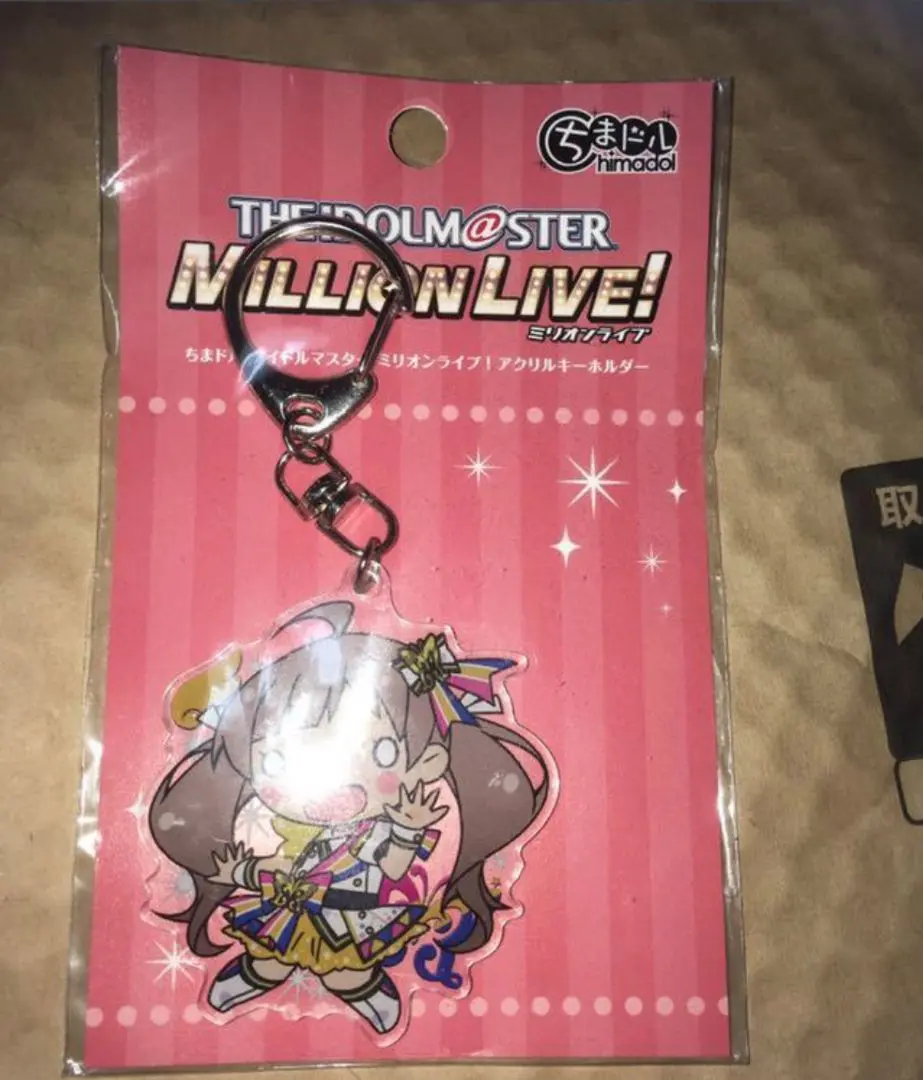 ちまドル
Chimadol
THE IDOLM@STER
MILLION LIVE!
ミリオンライブ
ちまドル アイドルマスター ミリオンライブ！アクリルキーホルダー
取